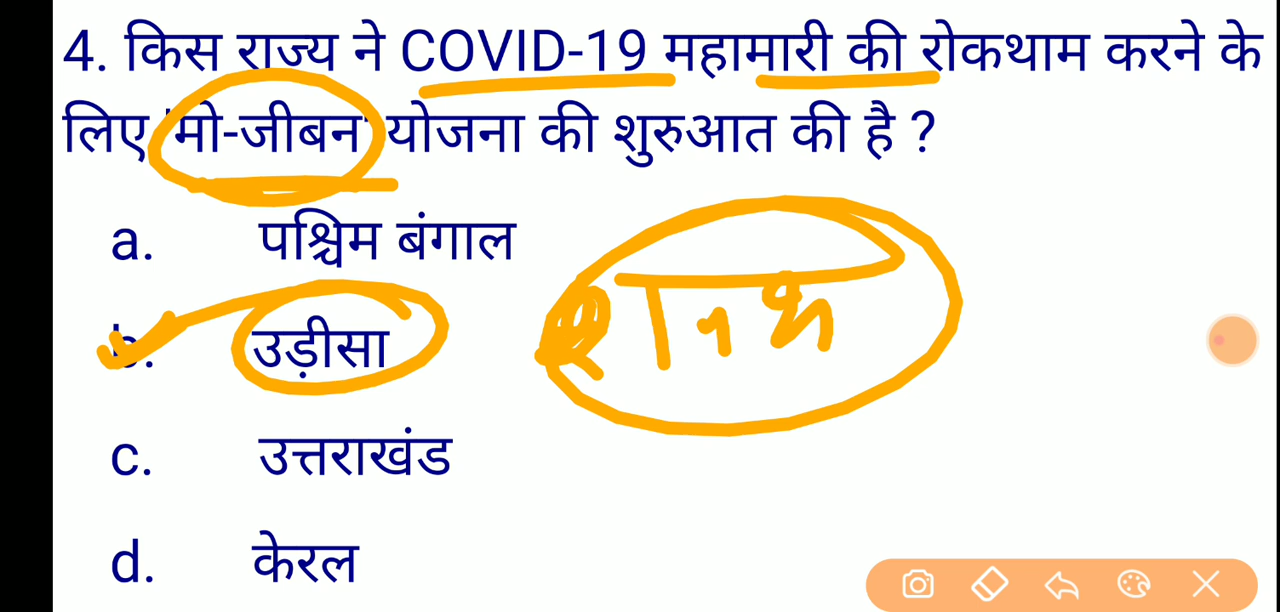 4. किस राज्य ने COVID-19 महामारी की रोकथाम करने के
लिए 'मो-जीबन' योजना की शुरुआत की है ?
a. पश्चिम बंगाल
b. उड़ीसा
c. उत्तराखंड
d. केरल